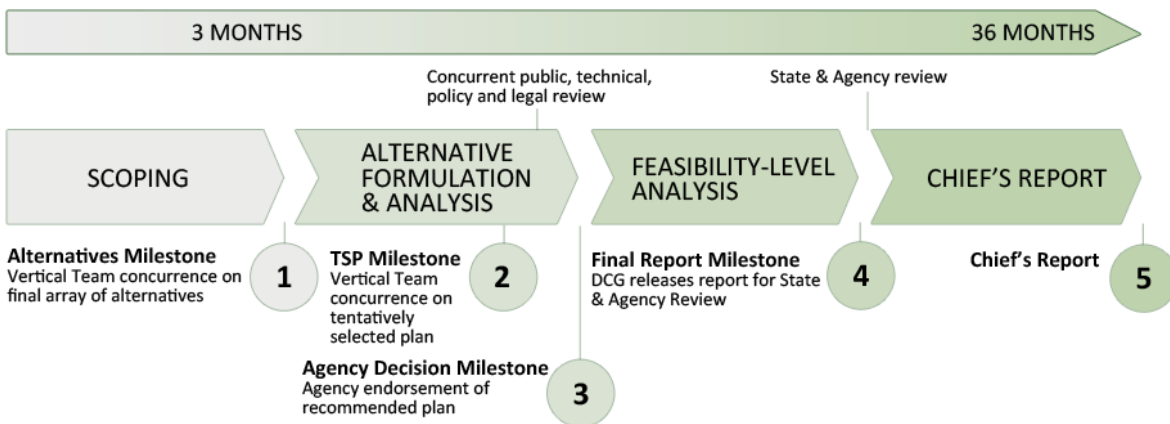 3 MONTHS
36 MONTHS
Concurrent public, technical,
policy and legal review
State & Agency review
SCOPING
ALTERNATIVE
FORMULATION
& ANALYSIS
FEASIBILITY-LEVEL
ANALYSIS
CHIEF'S REPORT
Alternatives Milestone
Vertical Team concurrence on
final array of alternatives
1
TSP Milestone
Vertical Team
concurrence on
tentatively
selected plan
2
Agency Decision Milestone
Agency endorsement of
recommended plan
3
Final Report Milestone
DCG releases report for State
& Agency Review
4
Chief's Report
5